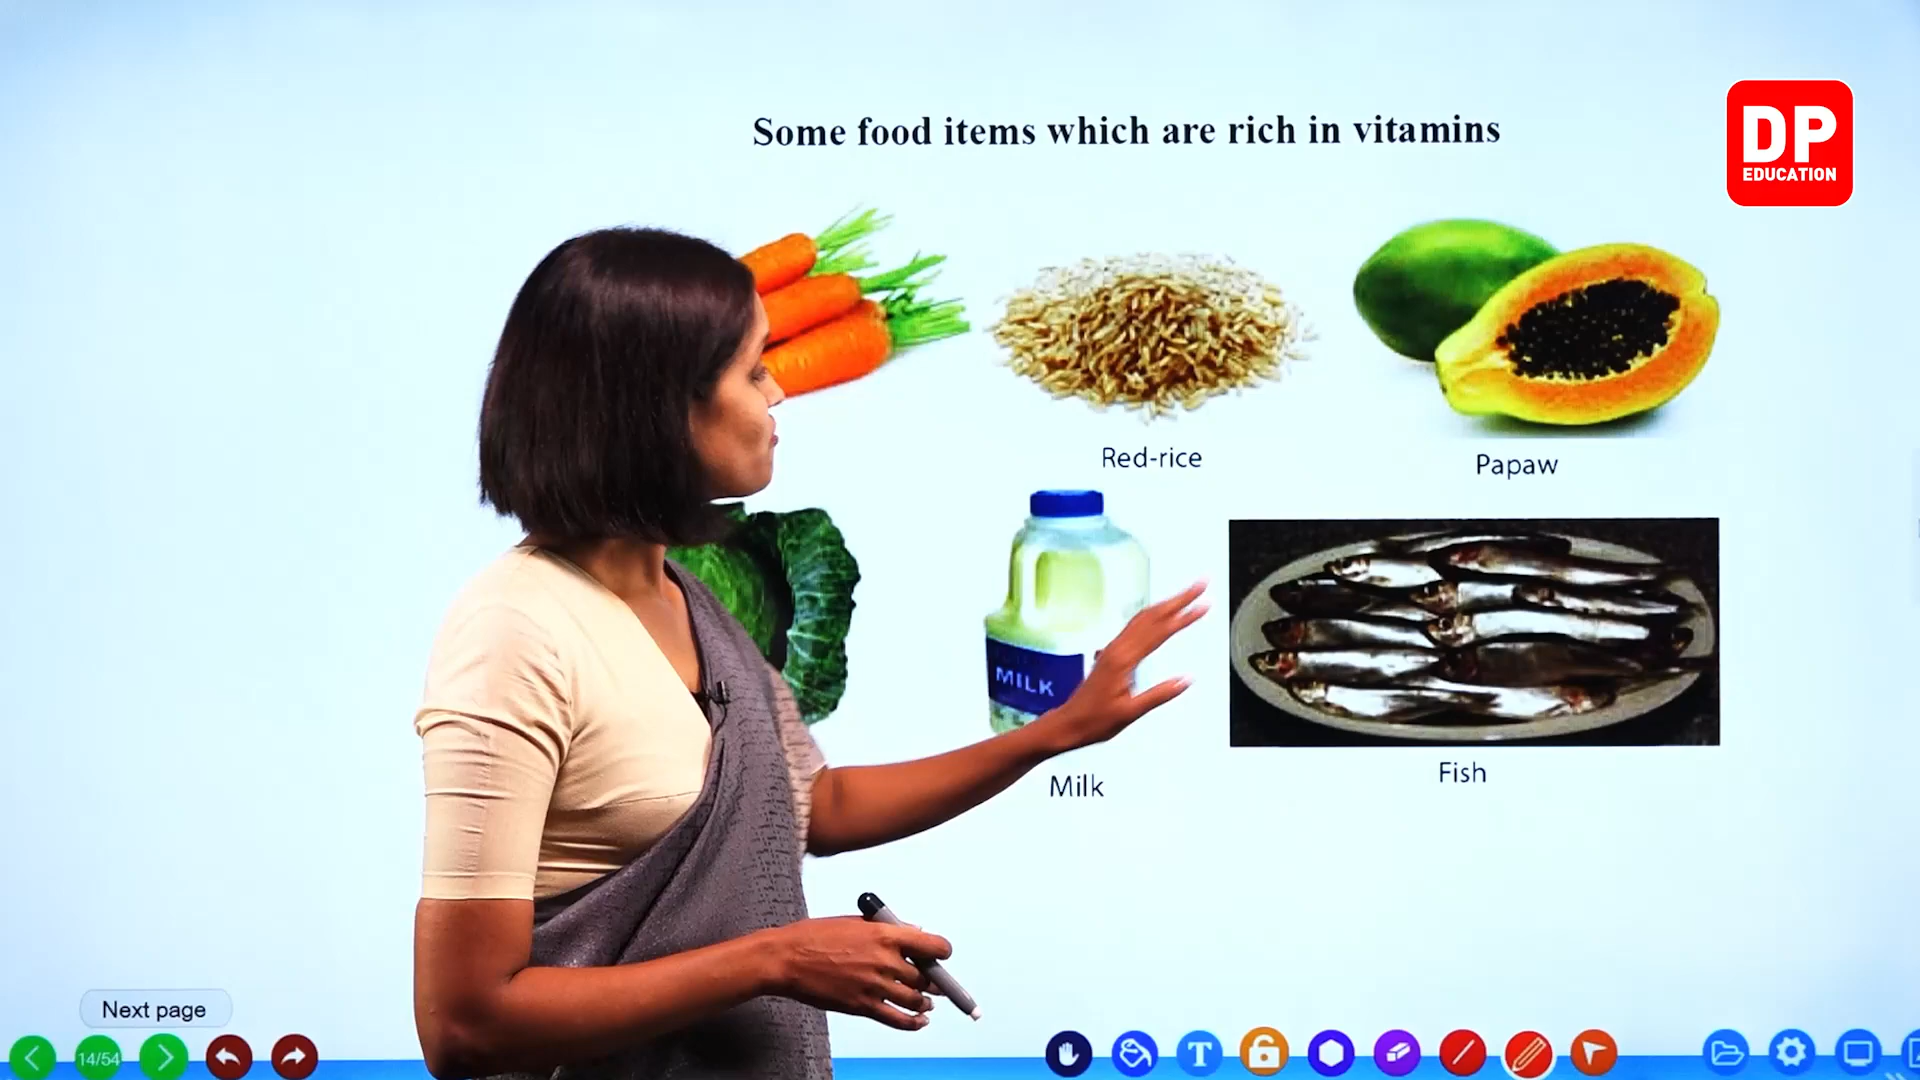 Some food items which are rich in vitamins
DP
EDUCATION
Red-rice
Papaw
MILK
Milk
Fish
Next page
14/54
T